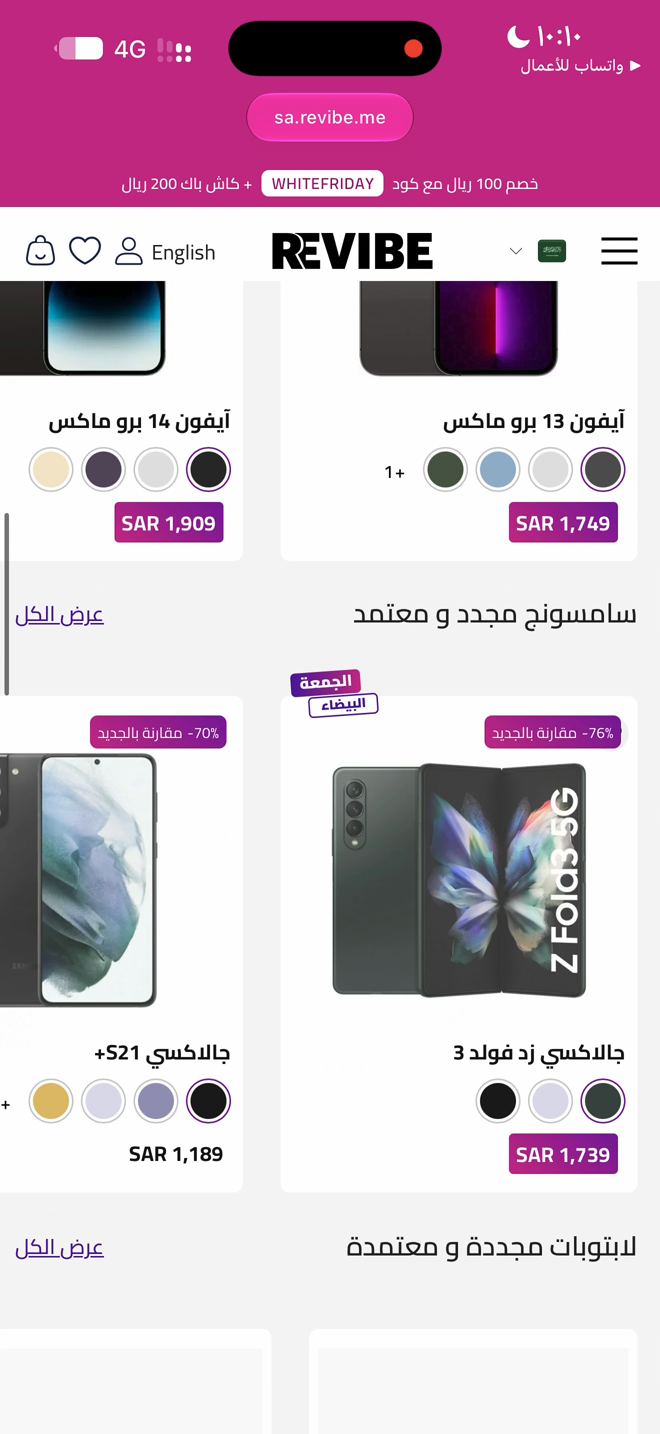 ١٠:١٠
4G
◀ واتساب للأعمال
sa.revibe.me
خصم 100 ريال مع كود WHITEFRIDAY + كاش باك 200 ريال
REVIBE
English
آيفون 13 برو ماكس
+1
SAR 1,749
آيفون 14 برو ماكس
SAR 1,909
سامسونج مجدد و معتمد
عرض الكل
الجمعة
البيضاء
-76% مقارنة بالجديد
Z Fold3 5G
جالاكسي زد فولد 3
SAR 1,739
-70% مقارنة بالجديد
جالاكسي S21+
+
SAR 1,189
لابتوبات مجددة و معتمدة
عرض الكل